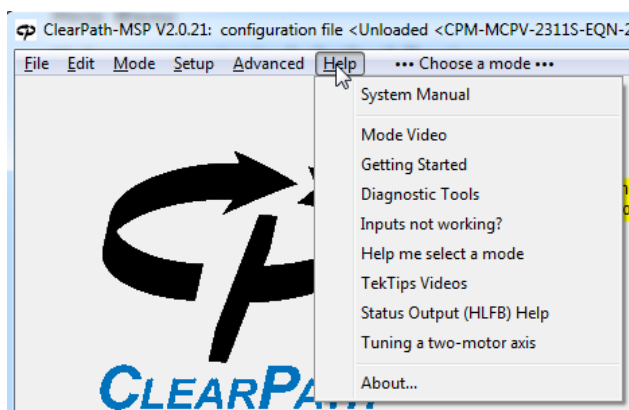 ClearPath-MSP V2.0.21: configuration file <Unloaded <CPM-MCPV-2311S-EQN-2
File Edit Mode Setup Advanced Help ••• Choose a mode •••
System Manual
Mode Video
Getting Started
Diagnostic Tools
Inputs not working?
Help me select a mode
TekTips Videos
Status Output (HLFB) Help
Tuning a two-motor axis
About...